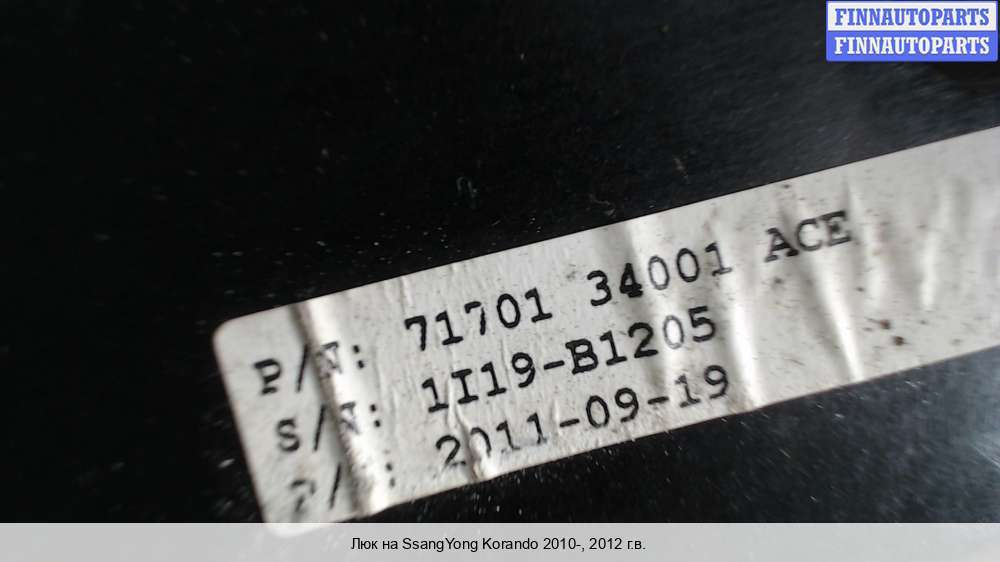 FINNAUTOPARTS
FINNAUTOPARTS
P/N: 71701 34001 ACE
S/N: 1I19-B1205
: 2011-09-19
Люк на SsangYong Korando 2010-, 2012 г.в.